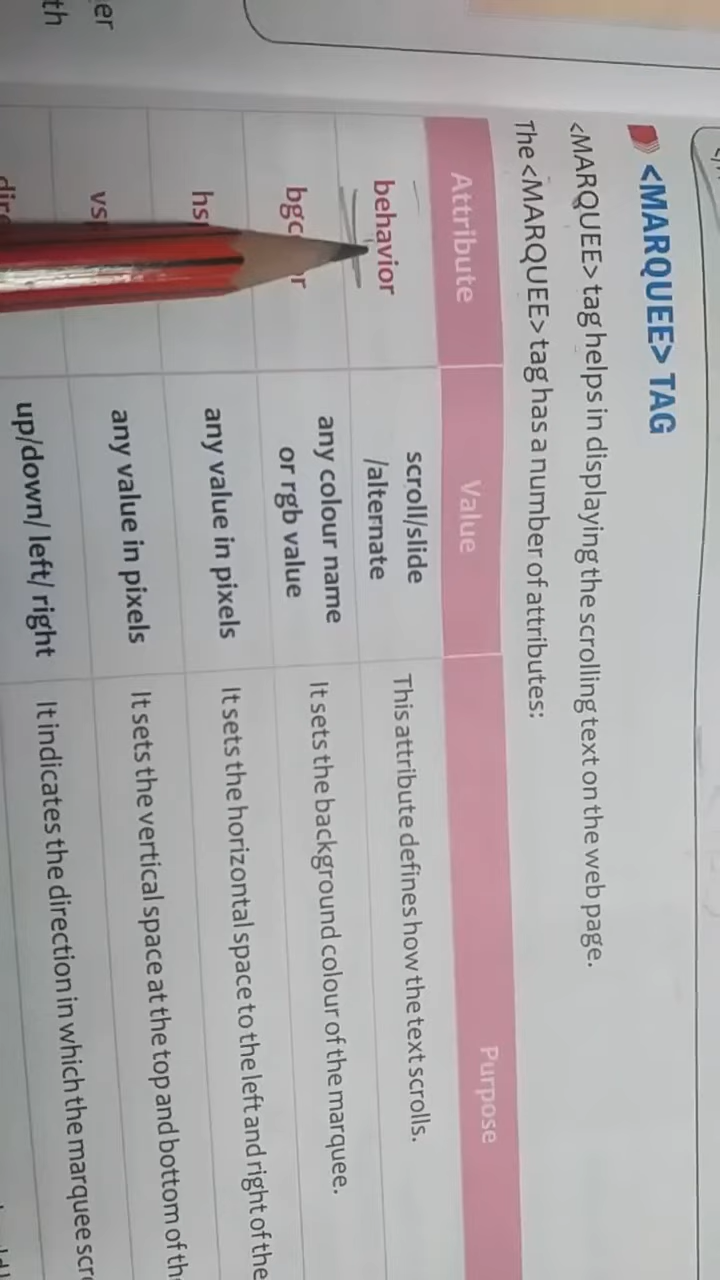 <MARQUEE> TAG
<MARQUEE> tag helps in displaying the scrolling text on the web page.
The <MARQUEE> tag has a number of attributes:
Attribute Value Purpose
behavior scroll/slide This attribute defines how the text scrolls.
/alternate
any colour name It sets the background colour of the marquee.
or rgb value
any value in pixels It sets the horizontal space to the left and right of the
any value in pixels It sets the vertical space at the top and bottom of
up/down/ left/ right It indicates the direction in which the marquee
er
th